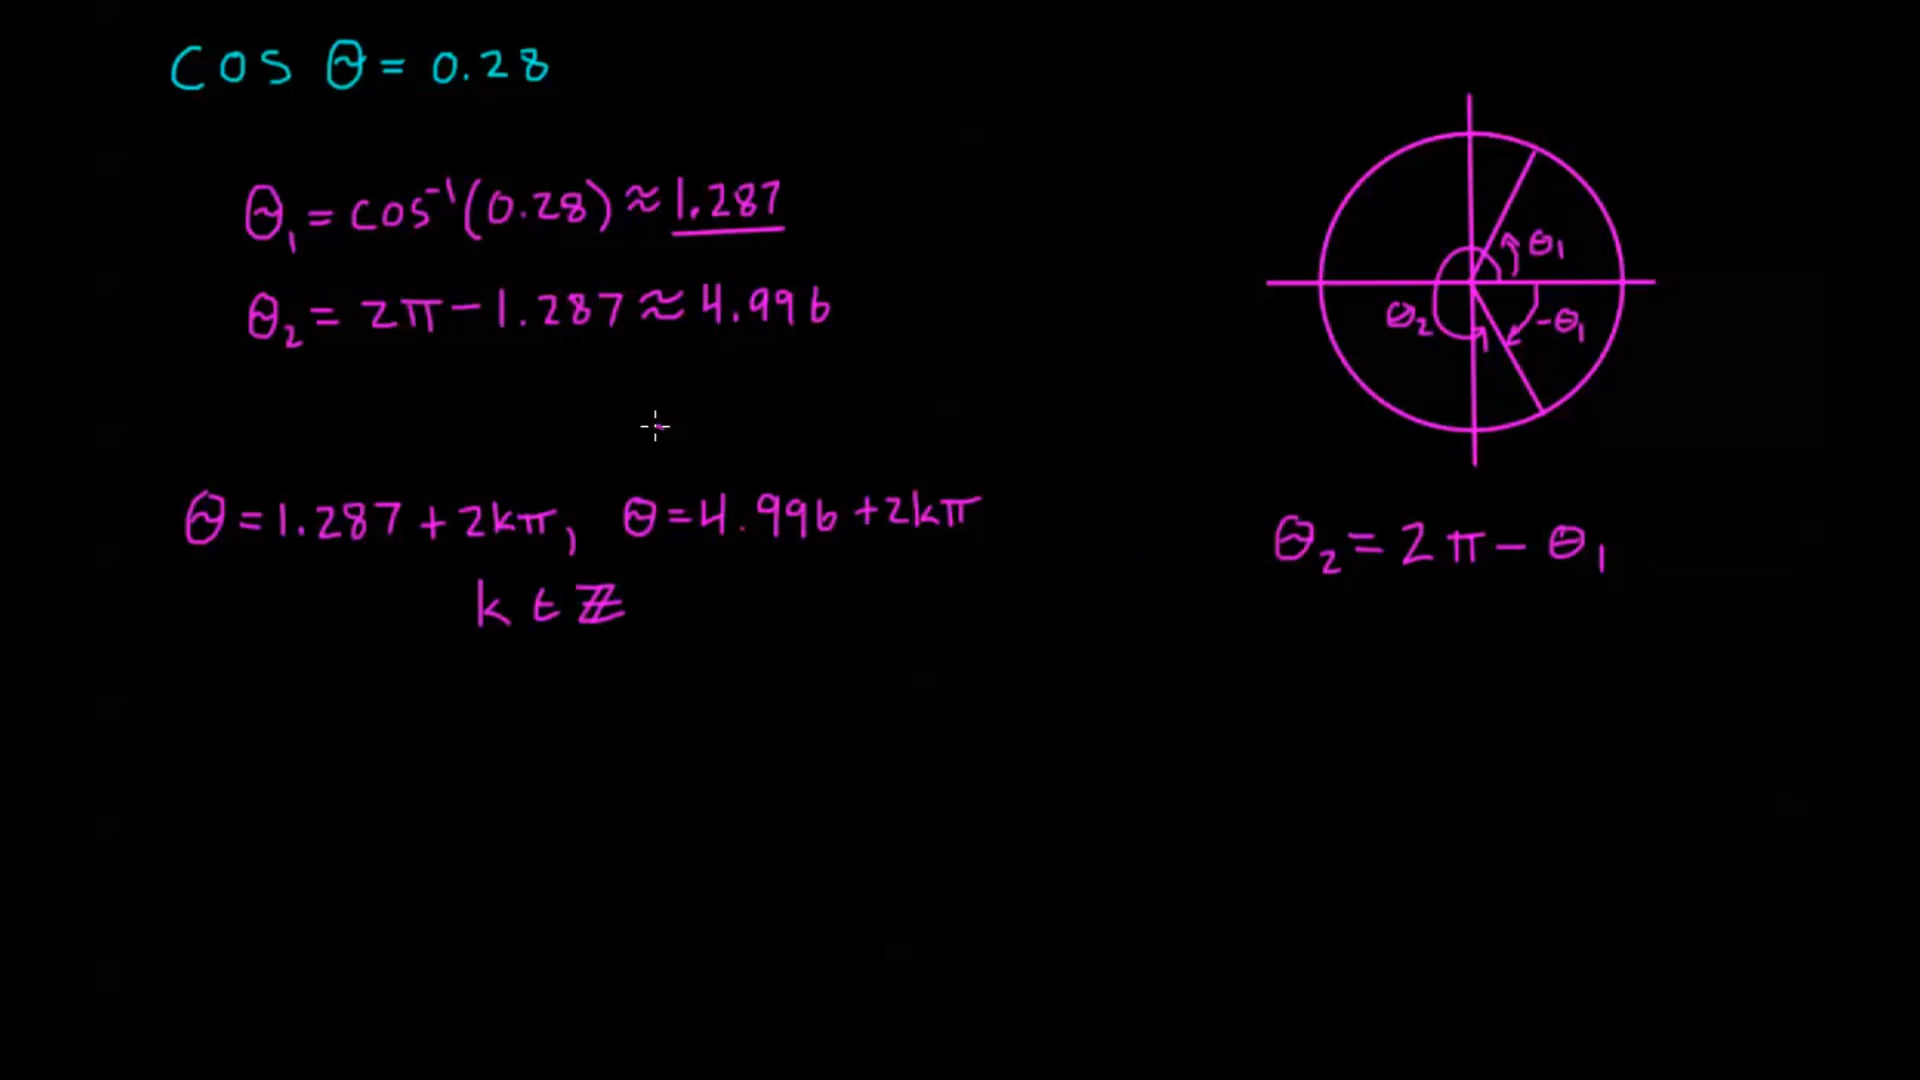 cos θ = 0.28
θ₁ = cos⁻¹(0.28) ≈ 1.287
θ₂ = 2π - 1.287 ≈ 4.996
θ = 1.287 + 2kπ, θ = 4.996 + 2kπ
k ∈ ℤ
θ₁
θ₂
-θ₁
θ₂ = 2π - θ₁